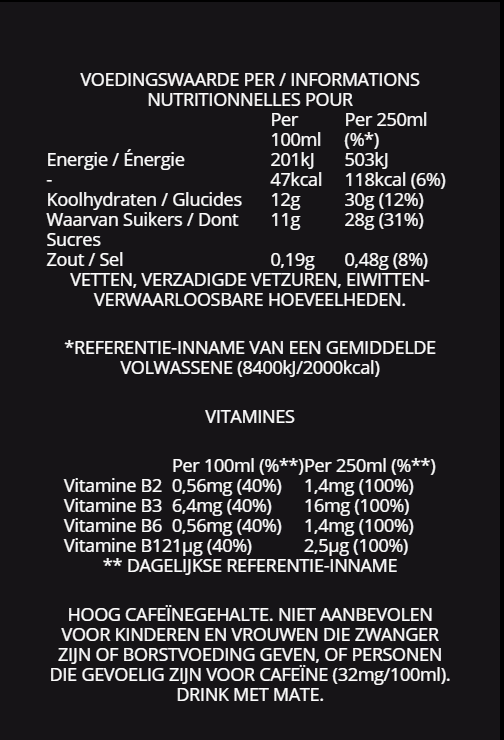 VOEDINGSWAARDE PER / INFORMATIONS
NUTRITIONNELLES POUR
Per Per 250ml
100ml (%*)
Energie / Énergie 201kJ 503kJ
- 47kcal 118kcal (6%)
Koolhydraten / Glucides 12g 30g (12%)
Waarvan Suikers / Dont 11g 28g (31%)
Sucres
Zout / Sel 0,19g 0,48g (8%)
VETTEN, VERZADIGDE VETZUREN, EIWITTEN-
VERWAARLOOSBARE HOEVEELHEDEN.
*REFERENTIE-INNAME VAN EEN GEMIDDELDE
VOLWASSENE (8400kJ/2000kcal)
VITAMINES
Per 100ml (%**)Per 250ml (%**)
Vitamine B2 0,56mg (40%) 1,4mg (100%)
Vitamine B3 6,4mg (40%) 16mg (100%)
Vitamine B6 0,56mg (40%) 1,4mg (100%)
Vitamine B121µg (40%) 2,5µg (100%)
** DAGELIJKSE REFERENTIE-INNAME
HOOG CAFEÏNEGEHALTE. NIET AANBEVOLEN
VOOR KINDEREN EN VROUWEN DIE ZWANGER
ZIJN OF BORSTVOEDING GEVEN, OF PERSONEN
DIE GEVOELIG ZIJN VOOR CAFEÏNE (32mg/100ml).
DRINK MET MATE.